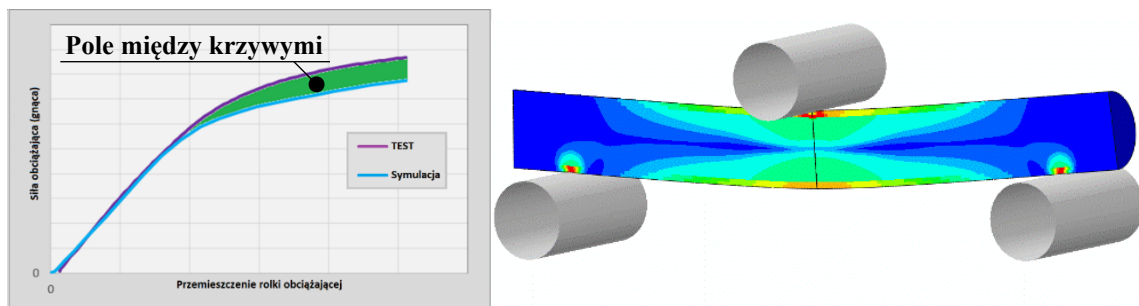 Pole między krzywymi
Siła obciążająca (gnąca)
TEST
Symulacja
0
0
Przemieszczenie rolki obciążającej